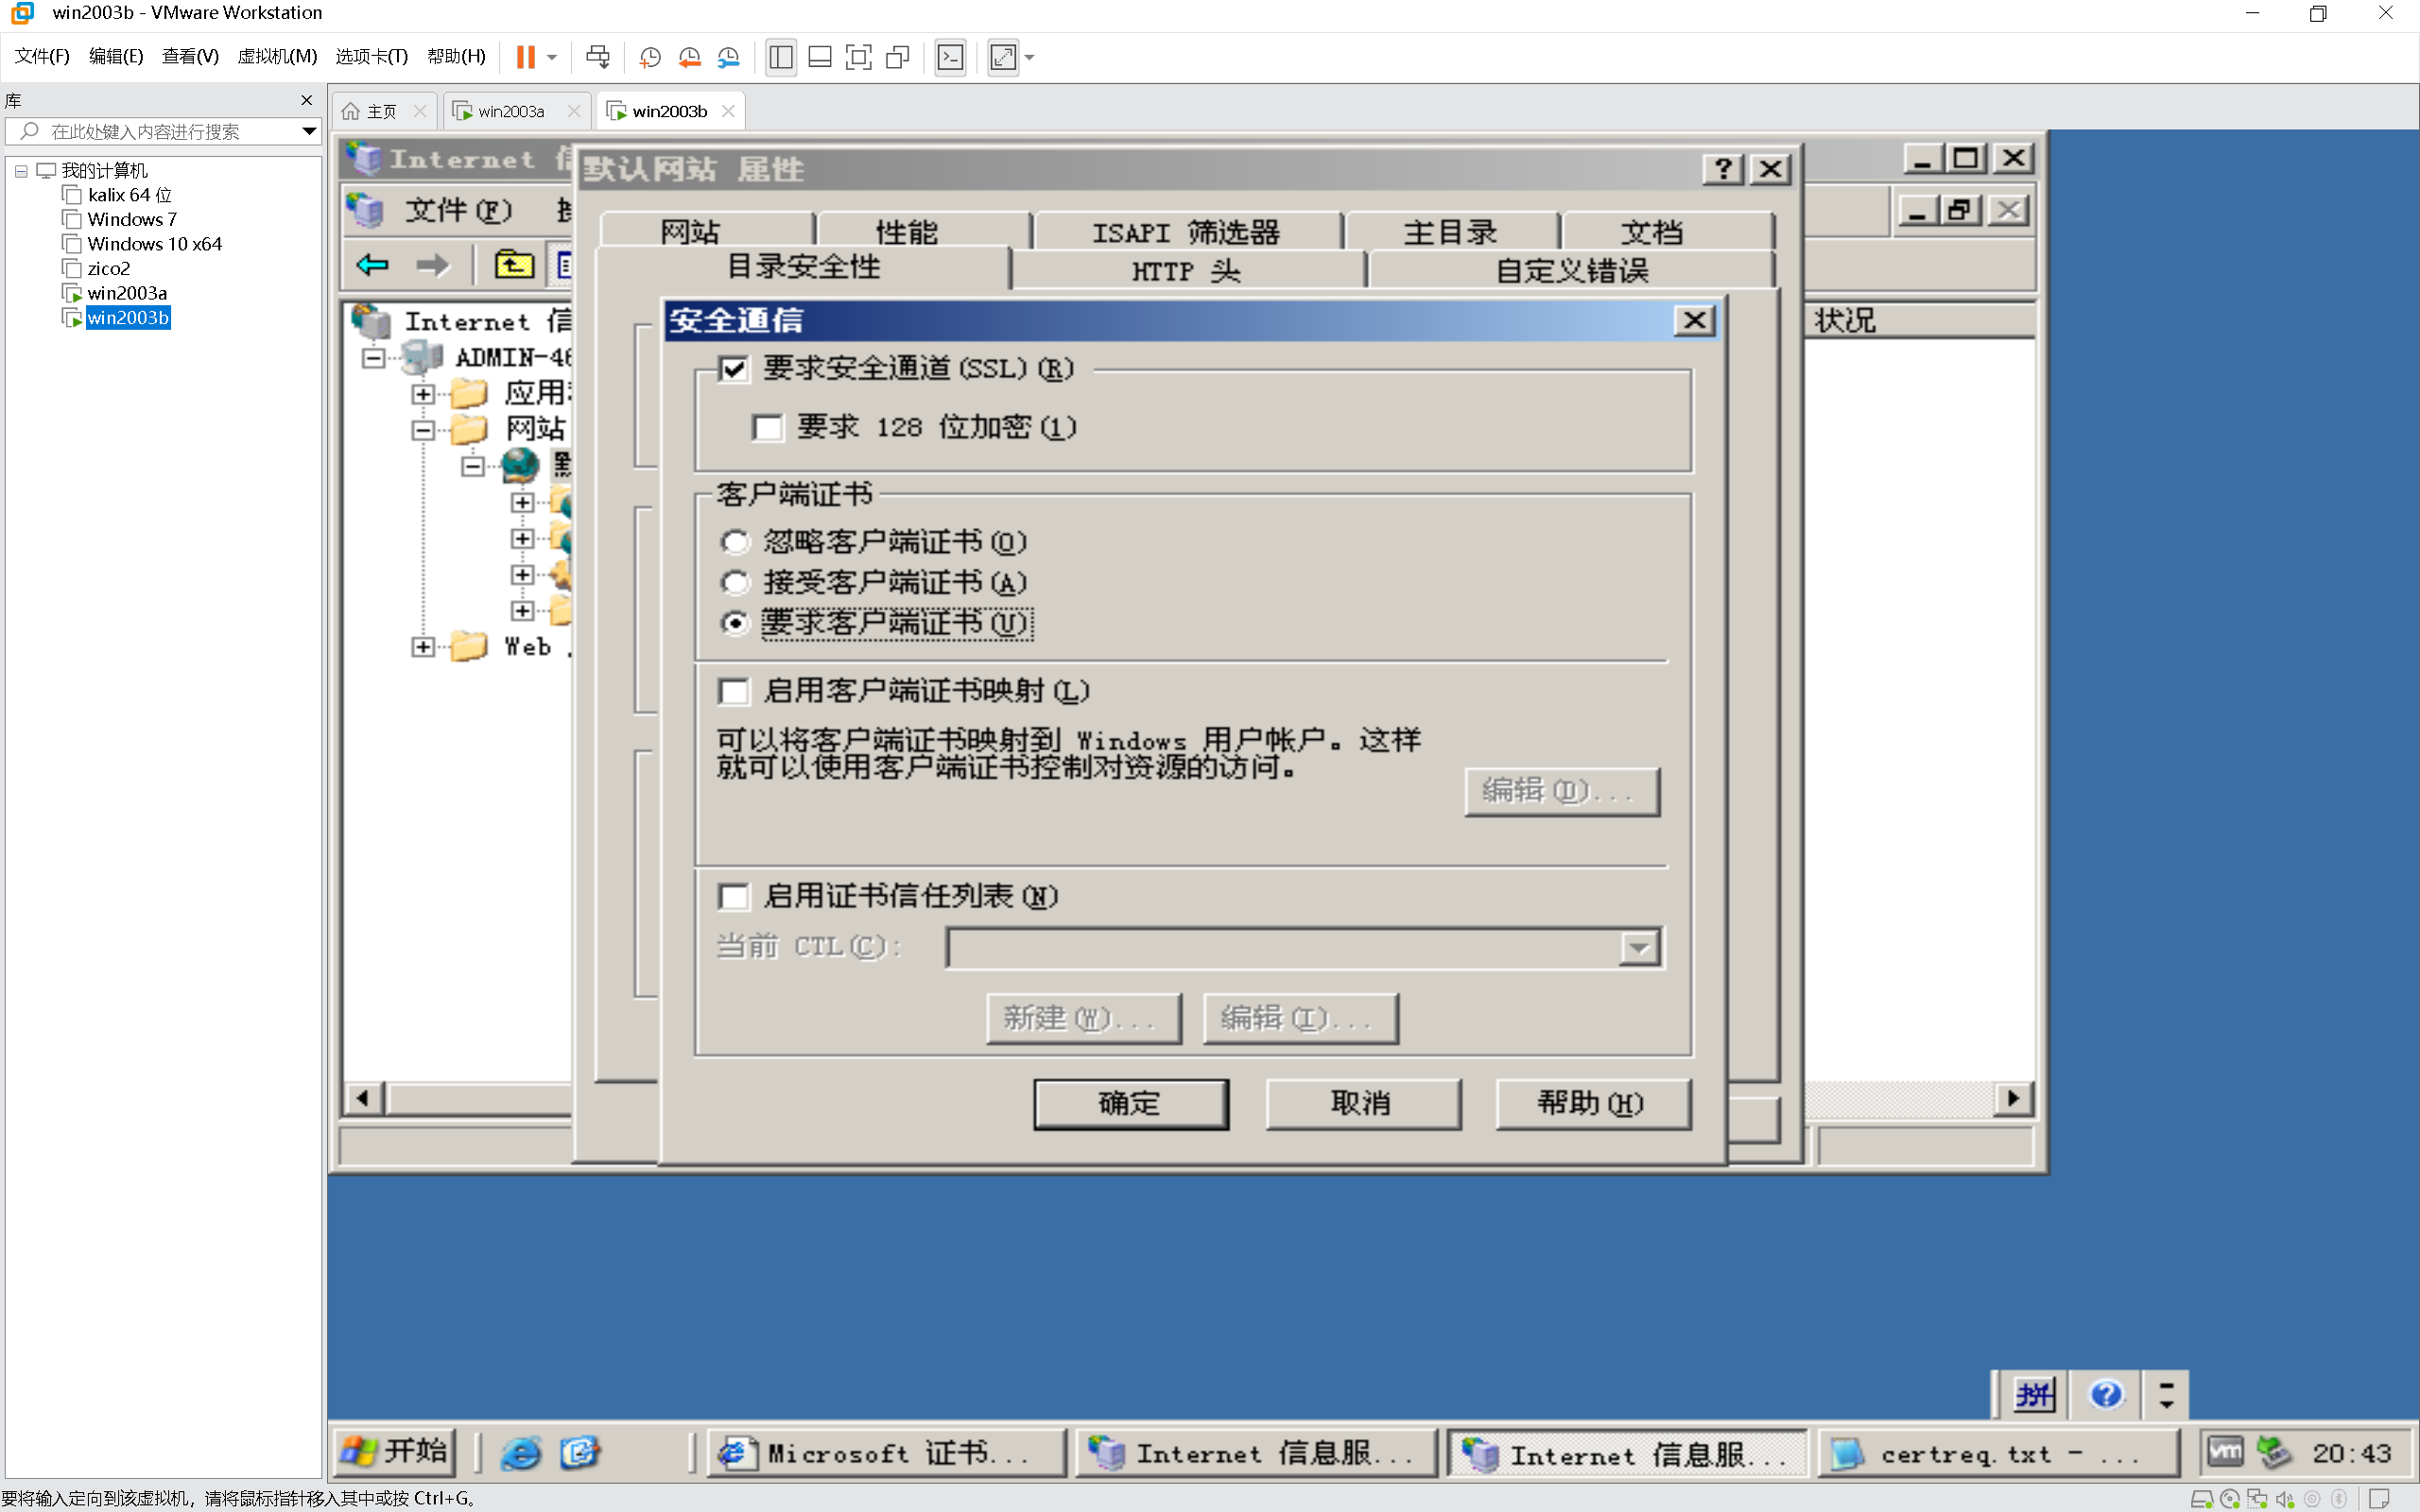 win2003b - VMware Workstation
文件(F) 编辑(E) 查看(V) 虚拟机(M) 选项卡(T) 帮助(H)
库
在此处键入内容进行搜索
我的计算机
kalix 64 位
Windows 7
Windows 10 x64
zico2
win2003a
win2003b
主页 win2003a win2003b
Internet
默认网站 属性
文件(F)
网站 性能 ISAPI 筛选器 主目录 文档
目录安全性 HTTP 头 自定义错误
Internet 信
ADMIN-46
应用
网站
Web
状况
安全通信
要求安全通道(SSL)(R)
要求 128 位加密(1)
客户端证书
忽略客户端证书(O)
接受客户端证书(A)
要求客户端证书(U)
启用客户端证书映射(L)
可以将客户端证书映射到 Windows 用户帐户。这样
就可以使用客户端证书控制对资源的访问。
编辑(D)...
启用证书信任列表(N)
当前 CTL(C):
新建(W)... 编辑(I)...
确定 取消 帮助(H)
拼
开始 Microsoft 证书... Internet 信息服... Internet 信息服... certreq.txt - ... vm 20:43
要将输入定向到该虚拟机，请将鼠标指针移入其中或按 Ctrl+G。